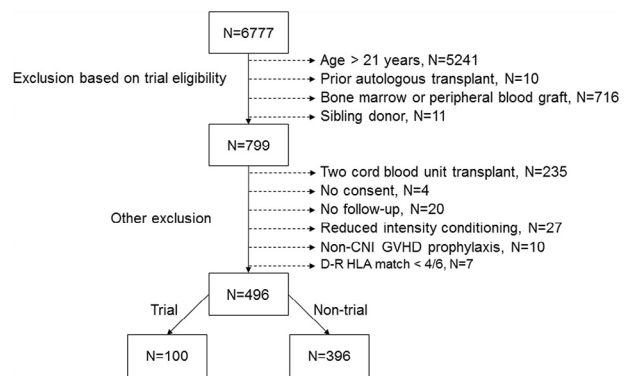 N=6777
Age > 21 years, N=5241
Exclusion based on trial eligibility
Prior autologous transplant, N=10
Bone marrow or peripheral blood graft, N=716
Sibling donor, N=11
N=799
Two cord blood unit transplant, N=235
No consent, N=4
Other exclusion
No follow-up, N=20
Reduced intensity conditioning, N=27
Non-CNI GVHD prophylaxis, N=10
D-R HLA match < 4/6, N=7
N=496
Trial
Non-trial
N=100
N=396